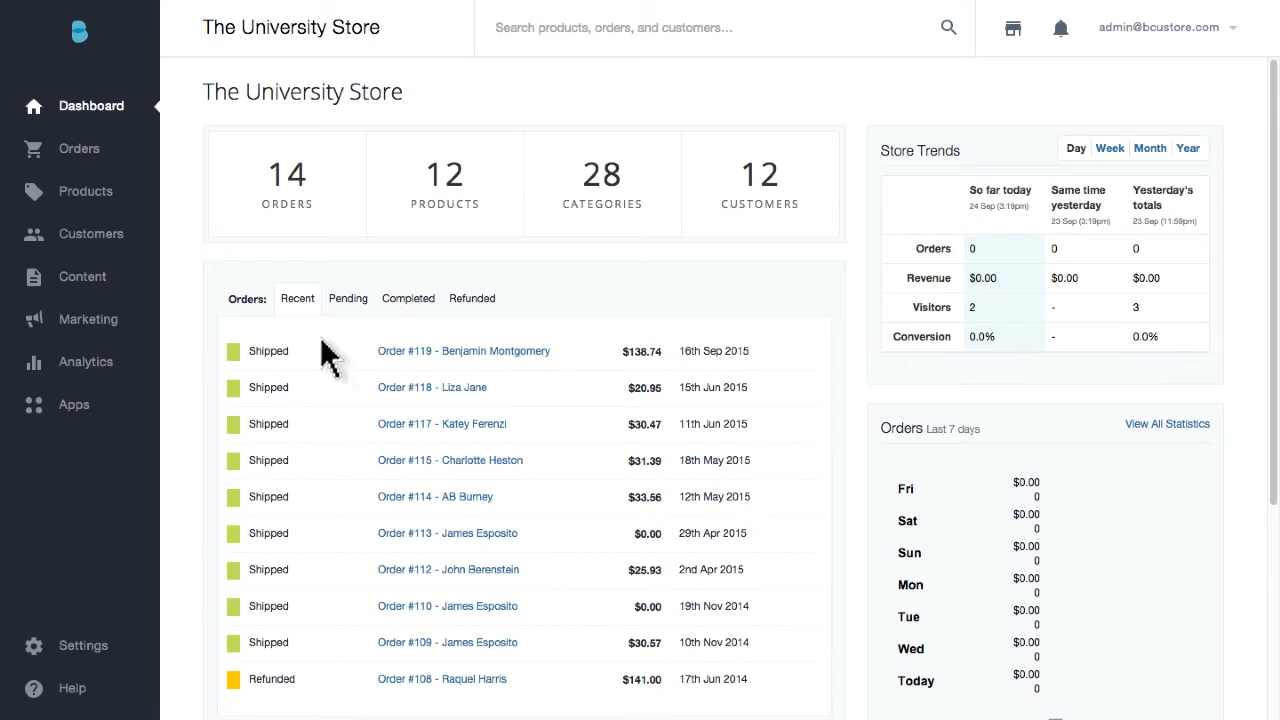 The University Store
Search products, orders, and customers...
admin@bcustore.com
Dashboard
Orders
Products
Customers
Content
Marketing
Analytics
Apps
Settings
Help
The University Store
14 12 28 12
ORDERS PRODUCTS CATEGORIES CUSTOMERS
Orders: Recent Pending Completed Refunded
Shipped Order #119 - Benjamin Montgomery $138.74 16th Sep 2015
Shipped Order #118 - Liza Jane $20.95 15th Jun 2015
Shipped Order #117 - Katey Ferenzi $30.47 11th Jun 2015
Shipped Order #115 - Charlotte Heston $31.39 18th May 2015
Shipped Order #114 - AB Burney $33.56 12th May 2015
Shipped Order #113 - James Esposito $0.00 29th Apr 2015
Shipped Order #112 - John Berenstein $25.93 2nd Apr 2015
Shipped Order #110 - James Esposito $0.00 19th Nov 2014
Shipped Order #109 - James Esposito $30.57 10th Nov 2014
Refunded Order #108 - Raquel Harris $141.00 17th Jun 2014
Store Trends Day Week Month Year
So far today Same time Yesterday's
24 Sep (3:19pm) yesterday totals
23 Sep (3:19pm) 23 Sep (11:59pm)
Orders 0 0 0
Revenue $0.00 $0.00 $0.00
Visitors 2 - 3
Conversion 0.0% - 0.0%
Orders Last 7 days View All Statistics
Fri $0.00
0
Sat $0.00
0
Sun $0.00
0
Mon $0.00
0
Tue $0.00
0
Wed $0.00
0
Today $0.00
0